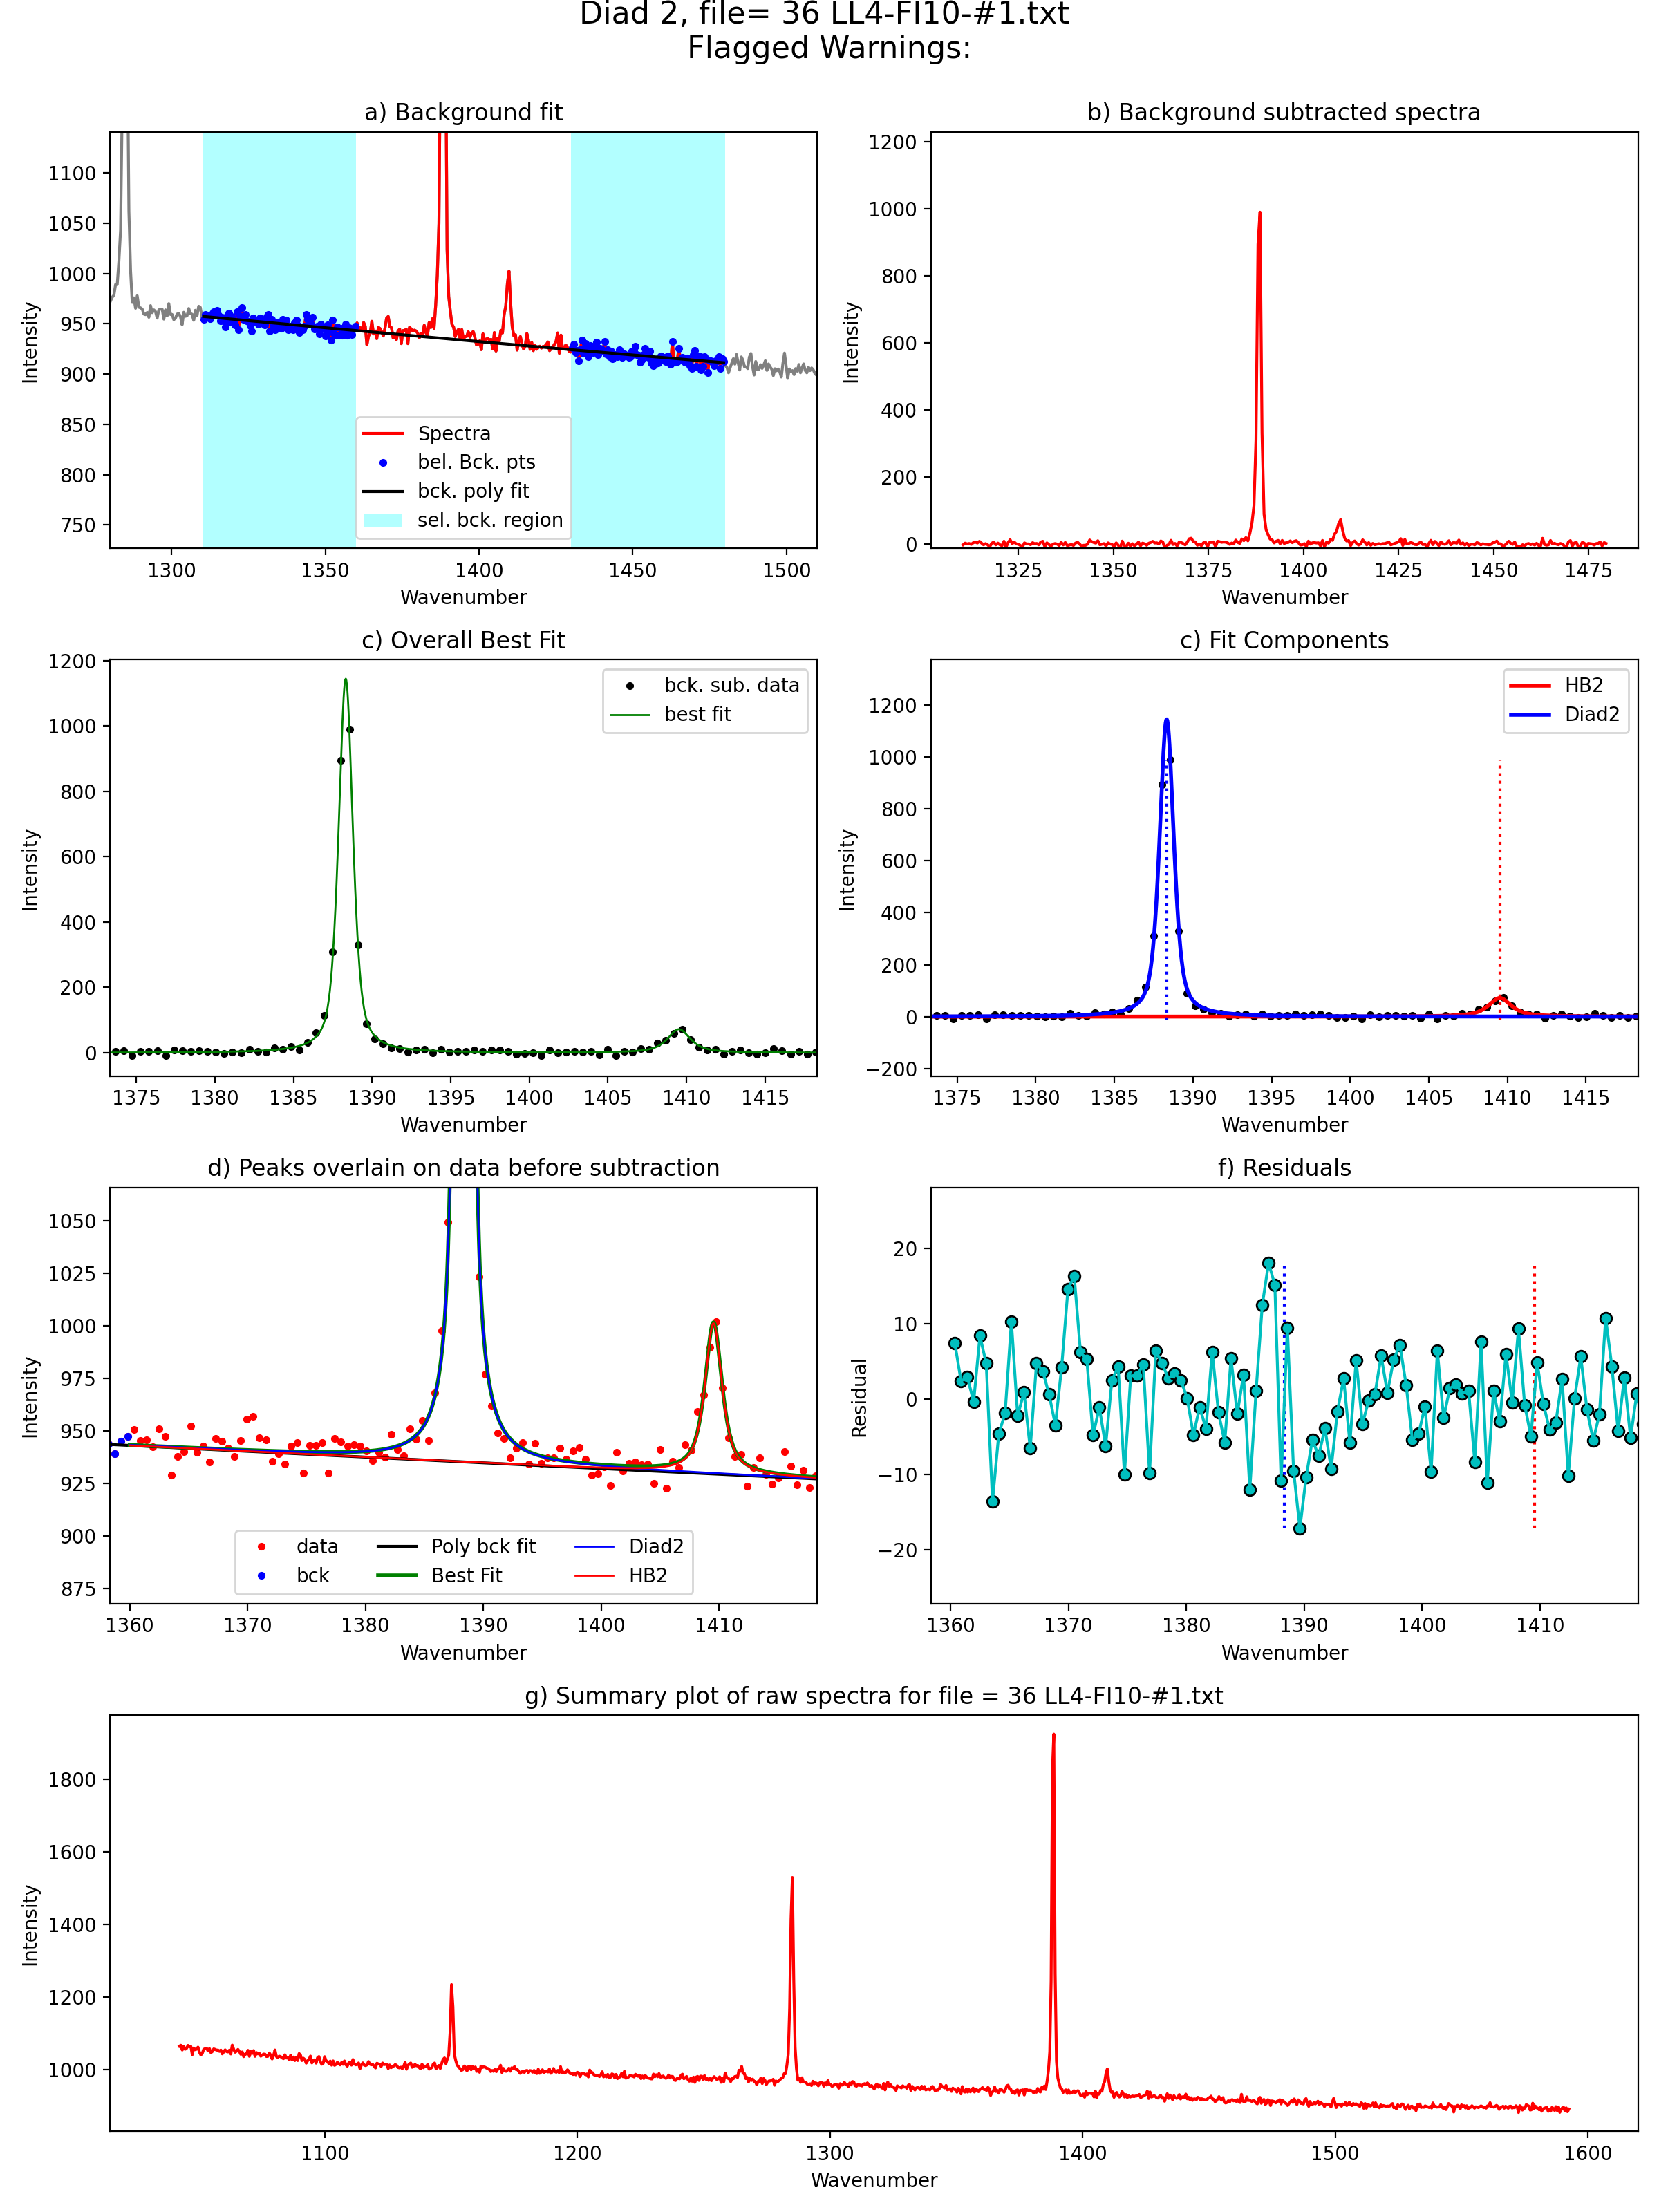 Diad 2, file= 36 LL4-FI10-#1.txt
Flagged Warnings:
a) Background fit
1100
1050
1000
950
900
850
800
750
Intensity
Spectra
bel. Bck. pts
bck. poly fit
sel. bck. region
1300 1350 1400 1450 1500
Wavenumber
b) Background subtracted spectra
1200
1000
800
600
400
200
0
Intensity
1325 1350 1375 1400 1425 1450 1475
Wavenumber
c) Overall Best Fit
1200
1000
800
600
400
200
0
Intensity
bck. sub. data
best fit
1375 1380 1385 1390 1395 1400 1405 1410 1415
Wavenumber
c) Fit Components
1200
1000
800
600
400
200
0
−200
Intensity
HB2
Diad2
1375 1380 1385 1390 1395 1400 1405 1410 1415
Wavenumber
d) Peaks overlain on data before subtraction
1050
1025
1000
975
950
925
900
875
Intensity
data Poly bck fit Diad2
bck Best Fit HB2
1360 1370 1380 1390 1400 1410
Wavenumber
f) Residuals
20
10
0
−10
−20
Residual
1360 1370 1380 1390 1400 1410
Wavenumber
g) Summary plot of raw spectra for file = 36 LL4-FI10-#1.txt
1800
1600
1400
1200
1000
Intensity
1100 1200 1300 1400 1500 1600
Wavenumber